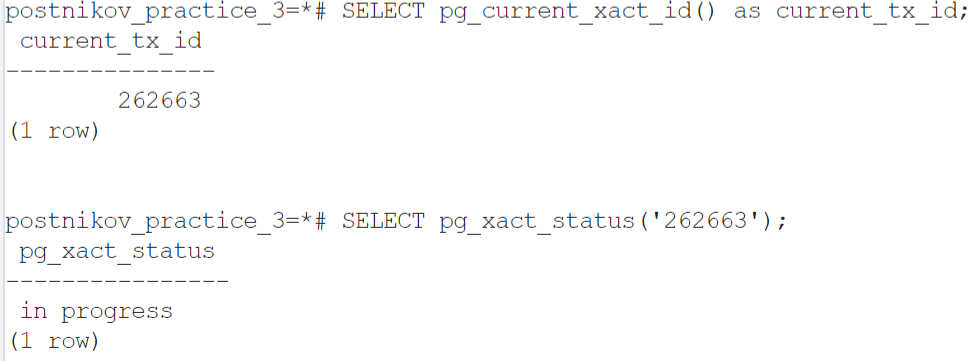 postnikov_practice_3=*# SELECT pg_current_xact_id() as current_tx_id;
 current_tx_id
---------------
        262663
(1 row)
postnikov_practice_3=*# SELECT pg_xact_status('262663');
 pg_xact_status
----------------
 in progress
(1 row)